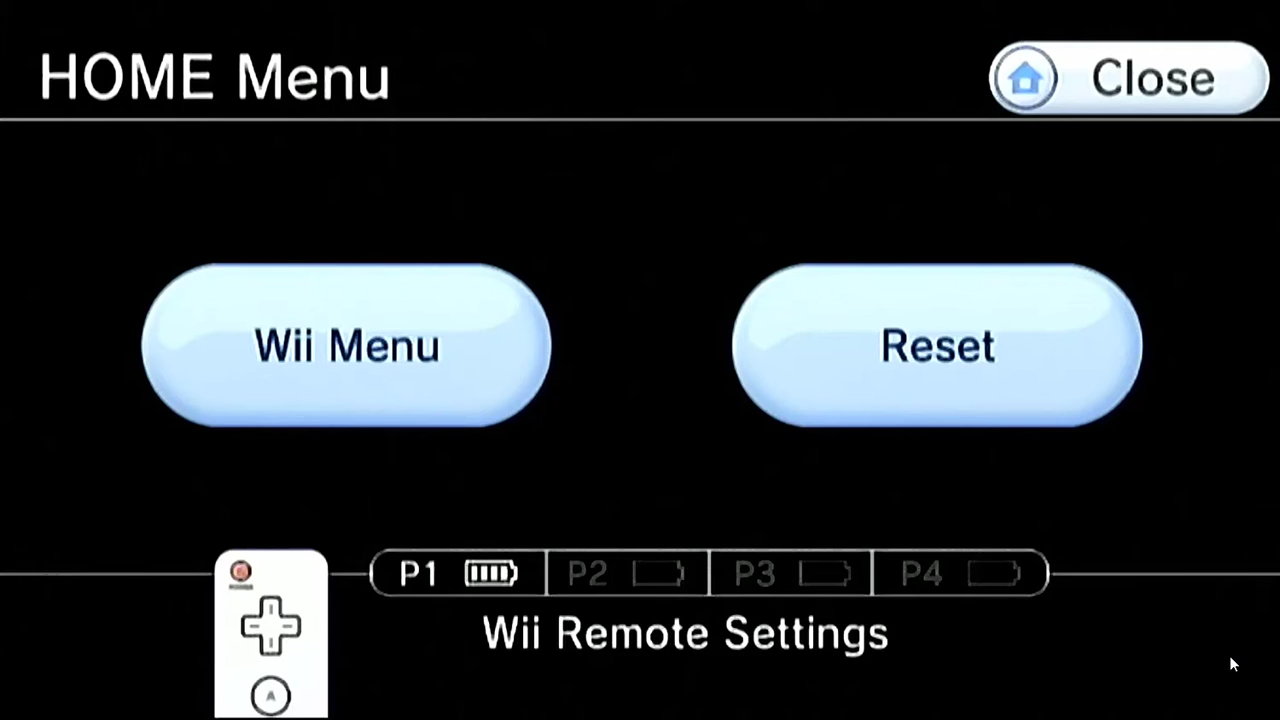 HOME Menu
Close
Wii Menu
Reset
P1
P2
P3
P4
Wii Remote Settings
A